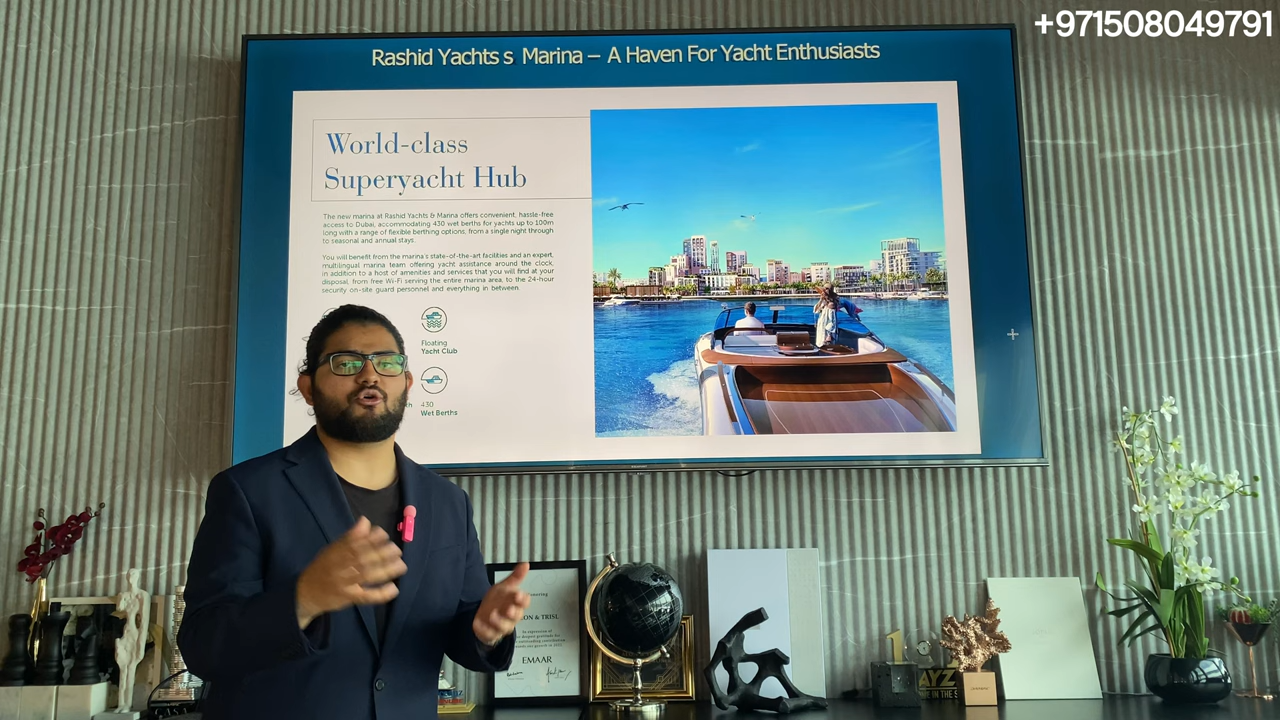 +971508049791
Rashid Yachts s Marina – A Haven For Yacht Enthusiasts
World-class
Superyacht Hub
The new marina at Rashid Yachts & Marina offers convenient, hassle-free
access to Dubai, accommodating 430 wet berths for yachts up to 100m
long with a range of flexible berthing options, from a single night through
to seasonal and annual stays.
You will benefit from the marina's state-of-the-art facilities and an expert,
multilingual marina team offering yacht assistance around the clock,
in addition to a host of amenities and services that you will find at your
disposal, from free Wi-Fi serving the entire marina area, to the 24-hour
security on-site guard personnel and everything in between.
Floating
Yacht Club
430
Wet Berths
& TRISL
EMAAR